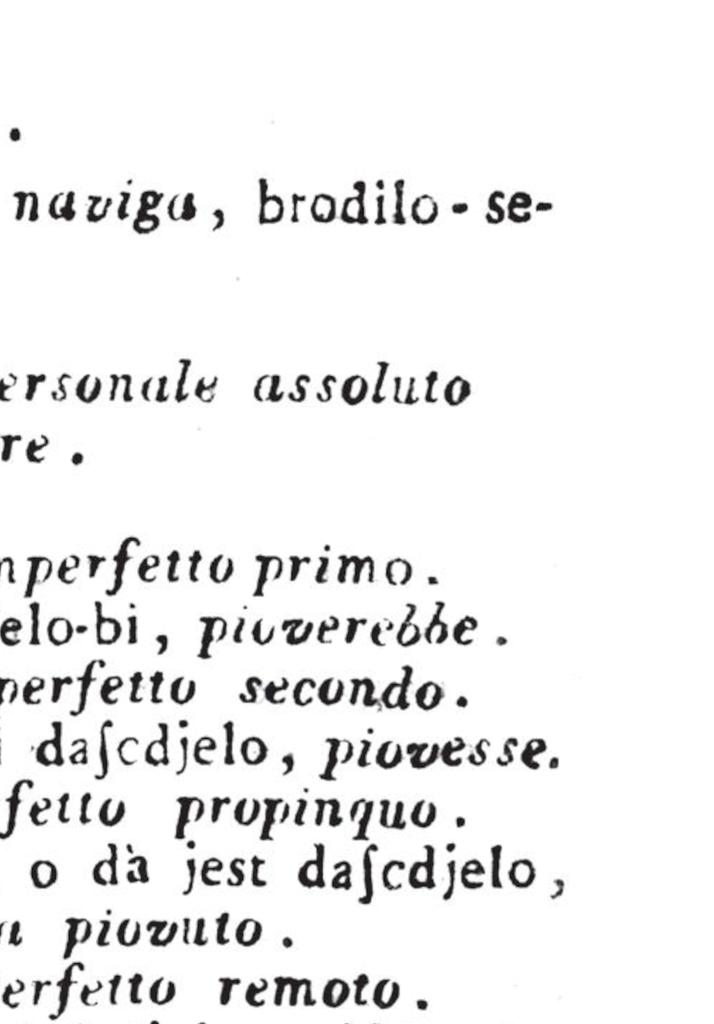 .
naviga, brodilo - se-
ersonale assoluto
re .
mperfetto primo .
elo-bi , pioverebbe .
perfetto secondo .
i daſcdjelo, piovesse.
fetto propinquo .
o dà jest daſcdjelo ,
a piovuto .
erfetto remoto .